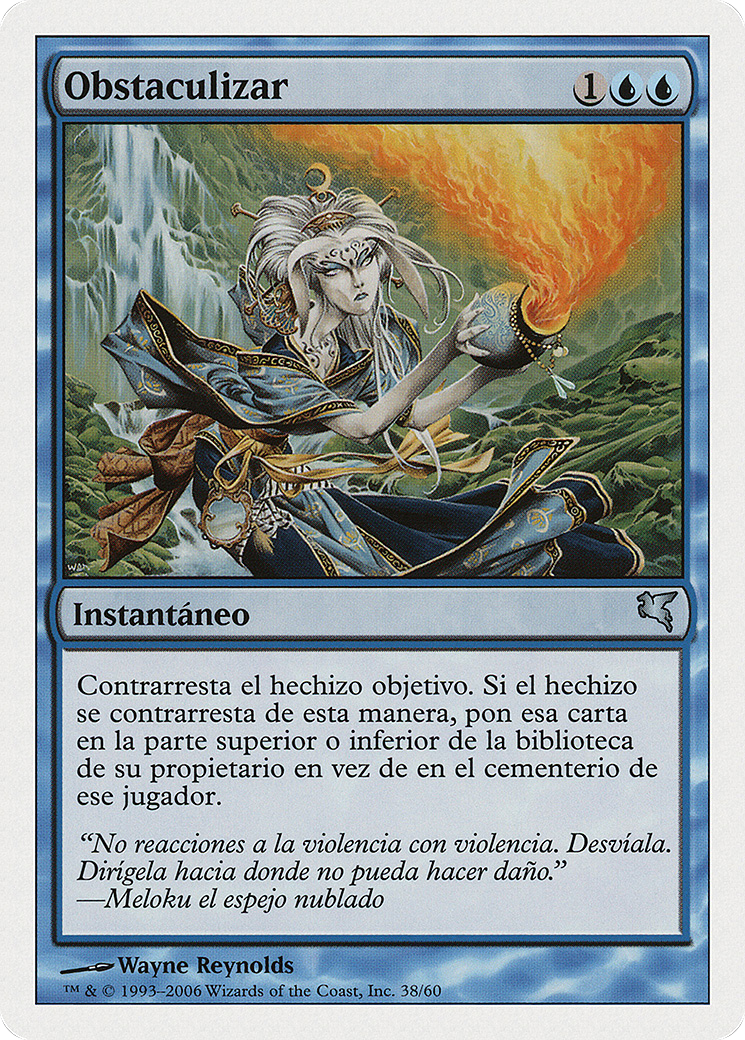 Obstaculizar 1
WAR
Instantáneo
Contrarresta el hechizo objetivo. Si el hechizo
se contrarresta de esta manera, pon esa carta
en la parte superior o inferior de la biblioteca
de su propietario en vez de en el cementerio de
ese jugador.
“No reacciones a la violencia con violencia. Desvíala.
Dirígela hacia donde no pueda hacer daño.”
—Meloku el espejo nublado
Wayne Reynolds
™ & © 1993–2006 Wizards of the Coast, Inc. 38/60